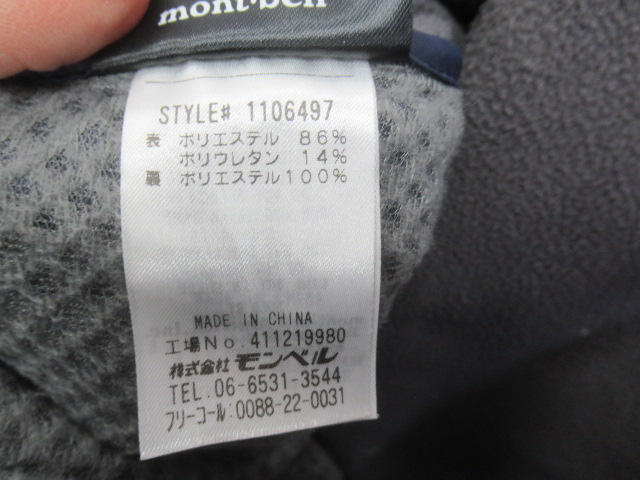 mont-bell
STYLE# 1106497
表 ポリエステル 86%
ポリウレタン 14%
裏 ポリエステル100%
MADE IN CHINA
工場No.411219980
株式会社 モンベル
TEL.06-6531-3544
フリーコール:0088-22-0031